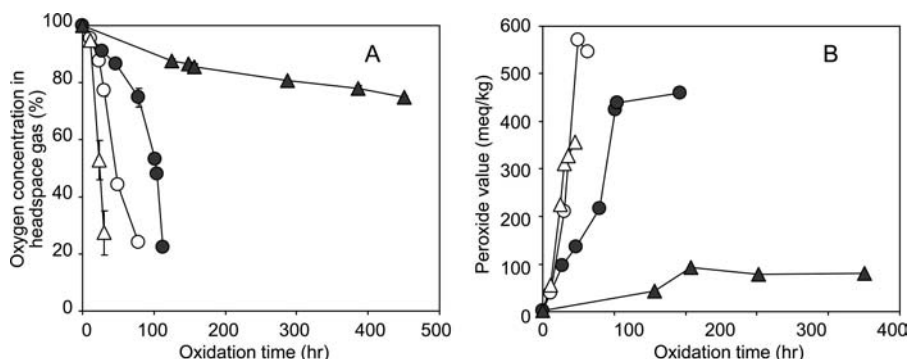 100
80
60
40
20
0
Oxygen concentration in
headspace gas (%)
A
0 100 200 300 400 500
Oxidation time (hr)
600
500
400
300
200
100
0
Peroxide value (meq/kg)
B
0 100 200 300 400
Oxidation time (hr)